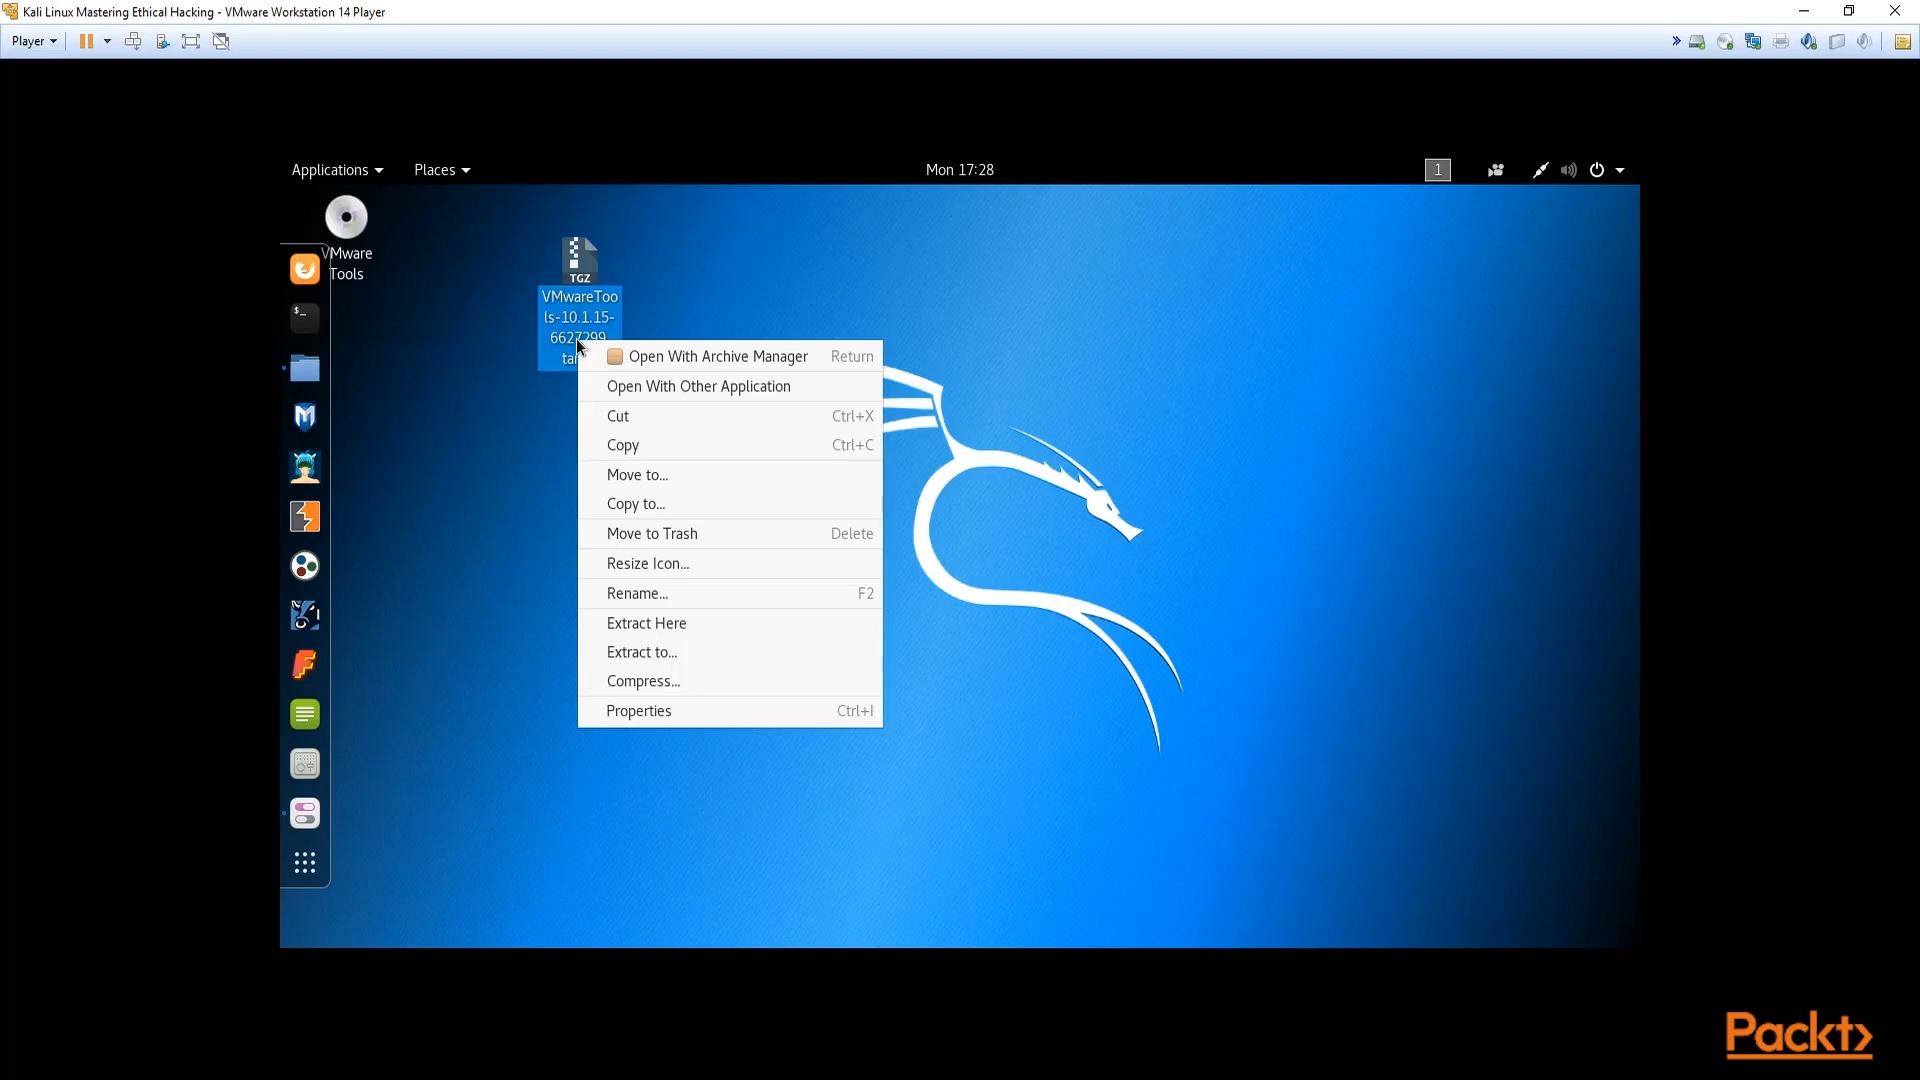 Kali Linux Mastering Ethical Hacking - VMware Workstation 14 Player
Player
Applications
Places
Mon 17:28
1
VMware
Tools
TGZ
VMwareToo
ls-10.1.15-
6627299.
Open With Archive Manager Return
Open With Other Application
Cut Ctrl+X
Copy Ctrl+C
Move to...
Copy to...
Move to Trash Delete
Resize Icon...
Rename... F2
Extract Here
Extract to...
Compress...
Properties Ctrl+I
$_
Packt>